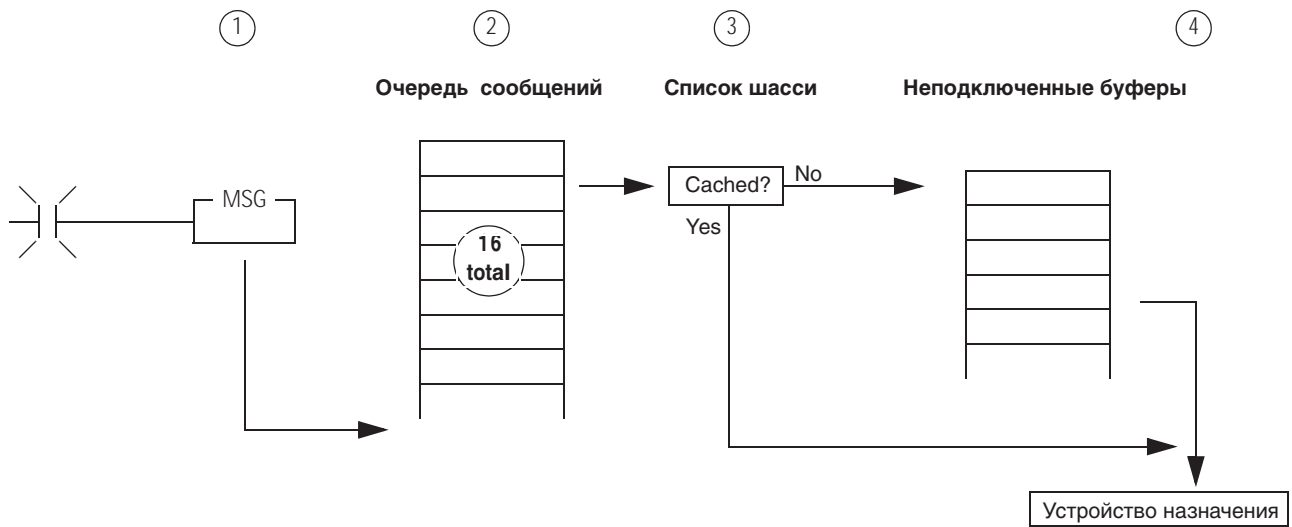 1
2
3
4
Очередь сообщений
Список шасси
Неподключенные буферы
MSG
Cached?
No
Yes
16
total
Устройство назначения